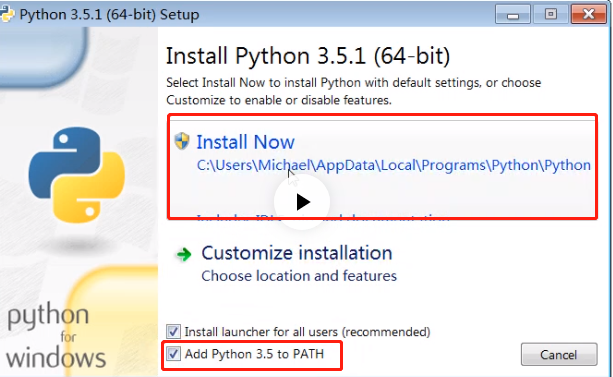 Python 3.5.1 (64-bit) Setup
Install Python 3.5.1 (64-bit)
Select Install Now to install Python with default settings, or choose
Customize to enable or disable features.
Install Now
C:\Users\Michael\AppData\Local\Programs\Python\Python
Customize installation
Choose location and features
python
for
windows
Install launcher for all users (recommended)
Add Python 3.5 to PATH
Cancel